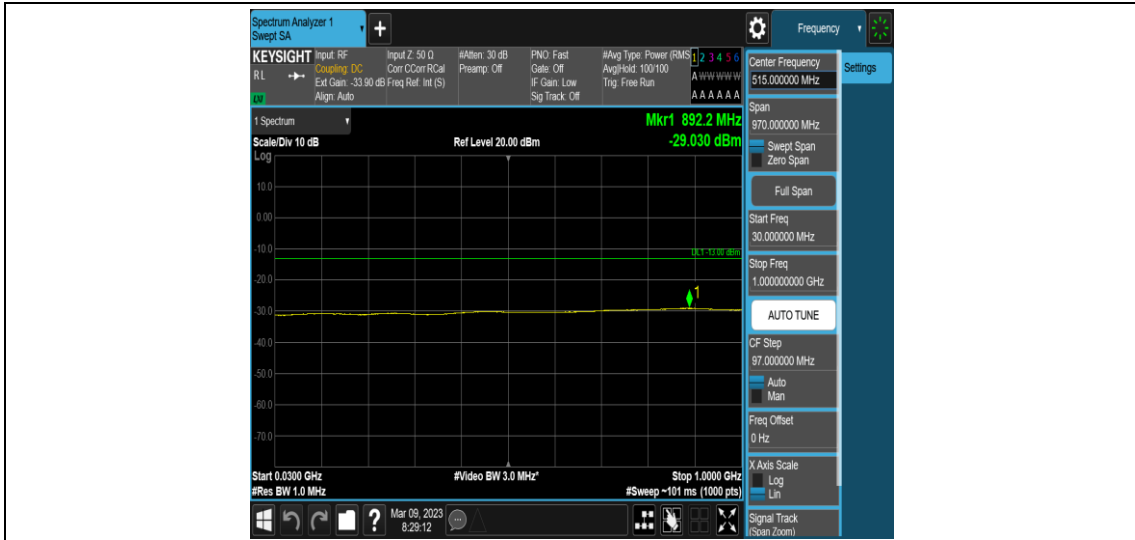 Spectrum Analyzer 1
Swept SA
+
Frequency
KEYSIGHT
RL
LXI
Input: RF
Coupling: DC
Ext Gain: -33.90 dB
Align: Auto
Input Z: 50 Ω
Corr CCorr RCal
Freq Ref: Int (S)
#Atten: 30 dB
Preamp: Off
PNO: Fast
Gate: Off
IF Gain: Low
Sig Track: Off
#Avg Type: Power (RMS
Avg|Hold: 100/100
Trig: Free Run
1 2 3 4 5 6
A W W W W W
A A A A A A
1 Spectrum
Mkr1 892.2 MHz
Scale/Div 10 dB
Ref Level 20.00 dBm
-29.030 dBm
Log
10.0
0.00
-10.0
DL1 -13.00 dBm
-20.0
1
-30.0
-40.0
-50.0
-60.0
-70.0
Start 0.0300 GHz
#Video BW 3.0 MHz*
Stop 1.0000 GHz
#Res BW 1.0 MHz
#Sweep ~101 ms (1000 pts)
?
Mar 09, 2023
8:29:12
Center Frequency
515.000000 MHz
Settings
Span
970.000000 MHz
Swept Span
Zero Span
Full Span
Start Freq
30.000000 MHz
Stop Freq
1.000000000 GHz
AUTO TUNE
CF Step
97.000000 MHz
Auto
Man
Freq Offset
0 Hz
X Axis Scale
Log
Lin
Signal Track
(Span Zoom)